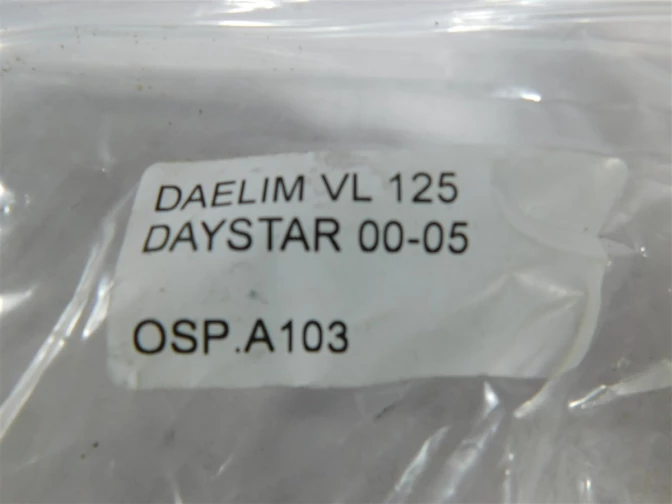 DAELIM VL 125
DAYSTAR 00-05
OSP.A103